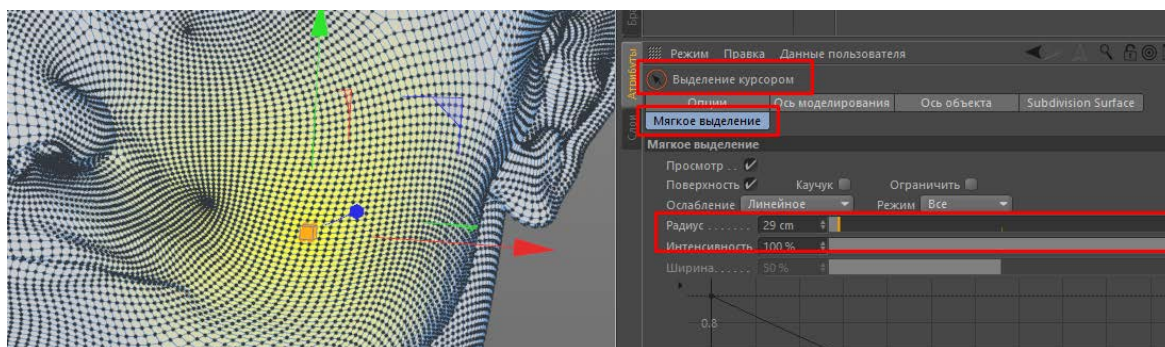 Бра
Режим Правка Данные пользователя
Атрибуты
Выделение курсором
Опции Ось моделирования Ось объекта Subdivision Surface
Слои
Мягкое выделение
Мягкое выделение
Просмотр . .
Поверхность Каучук Ограничить
Ослабление Линейное Режим Все
Радиус . . . . . . . 29 cm
Интенсивность 100 %
Ширина. . . . . . 50 %
0.8